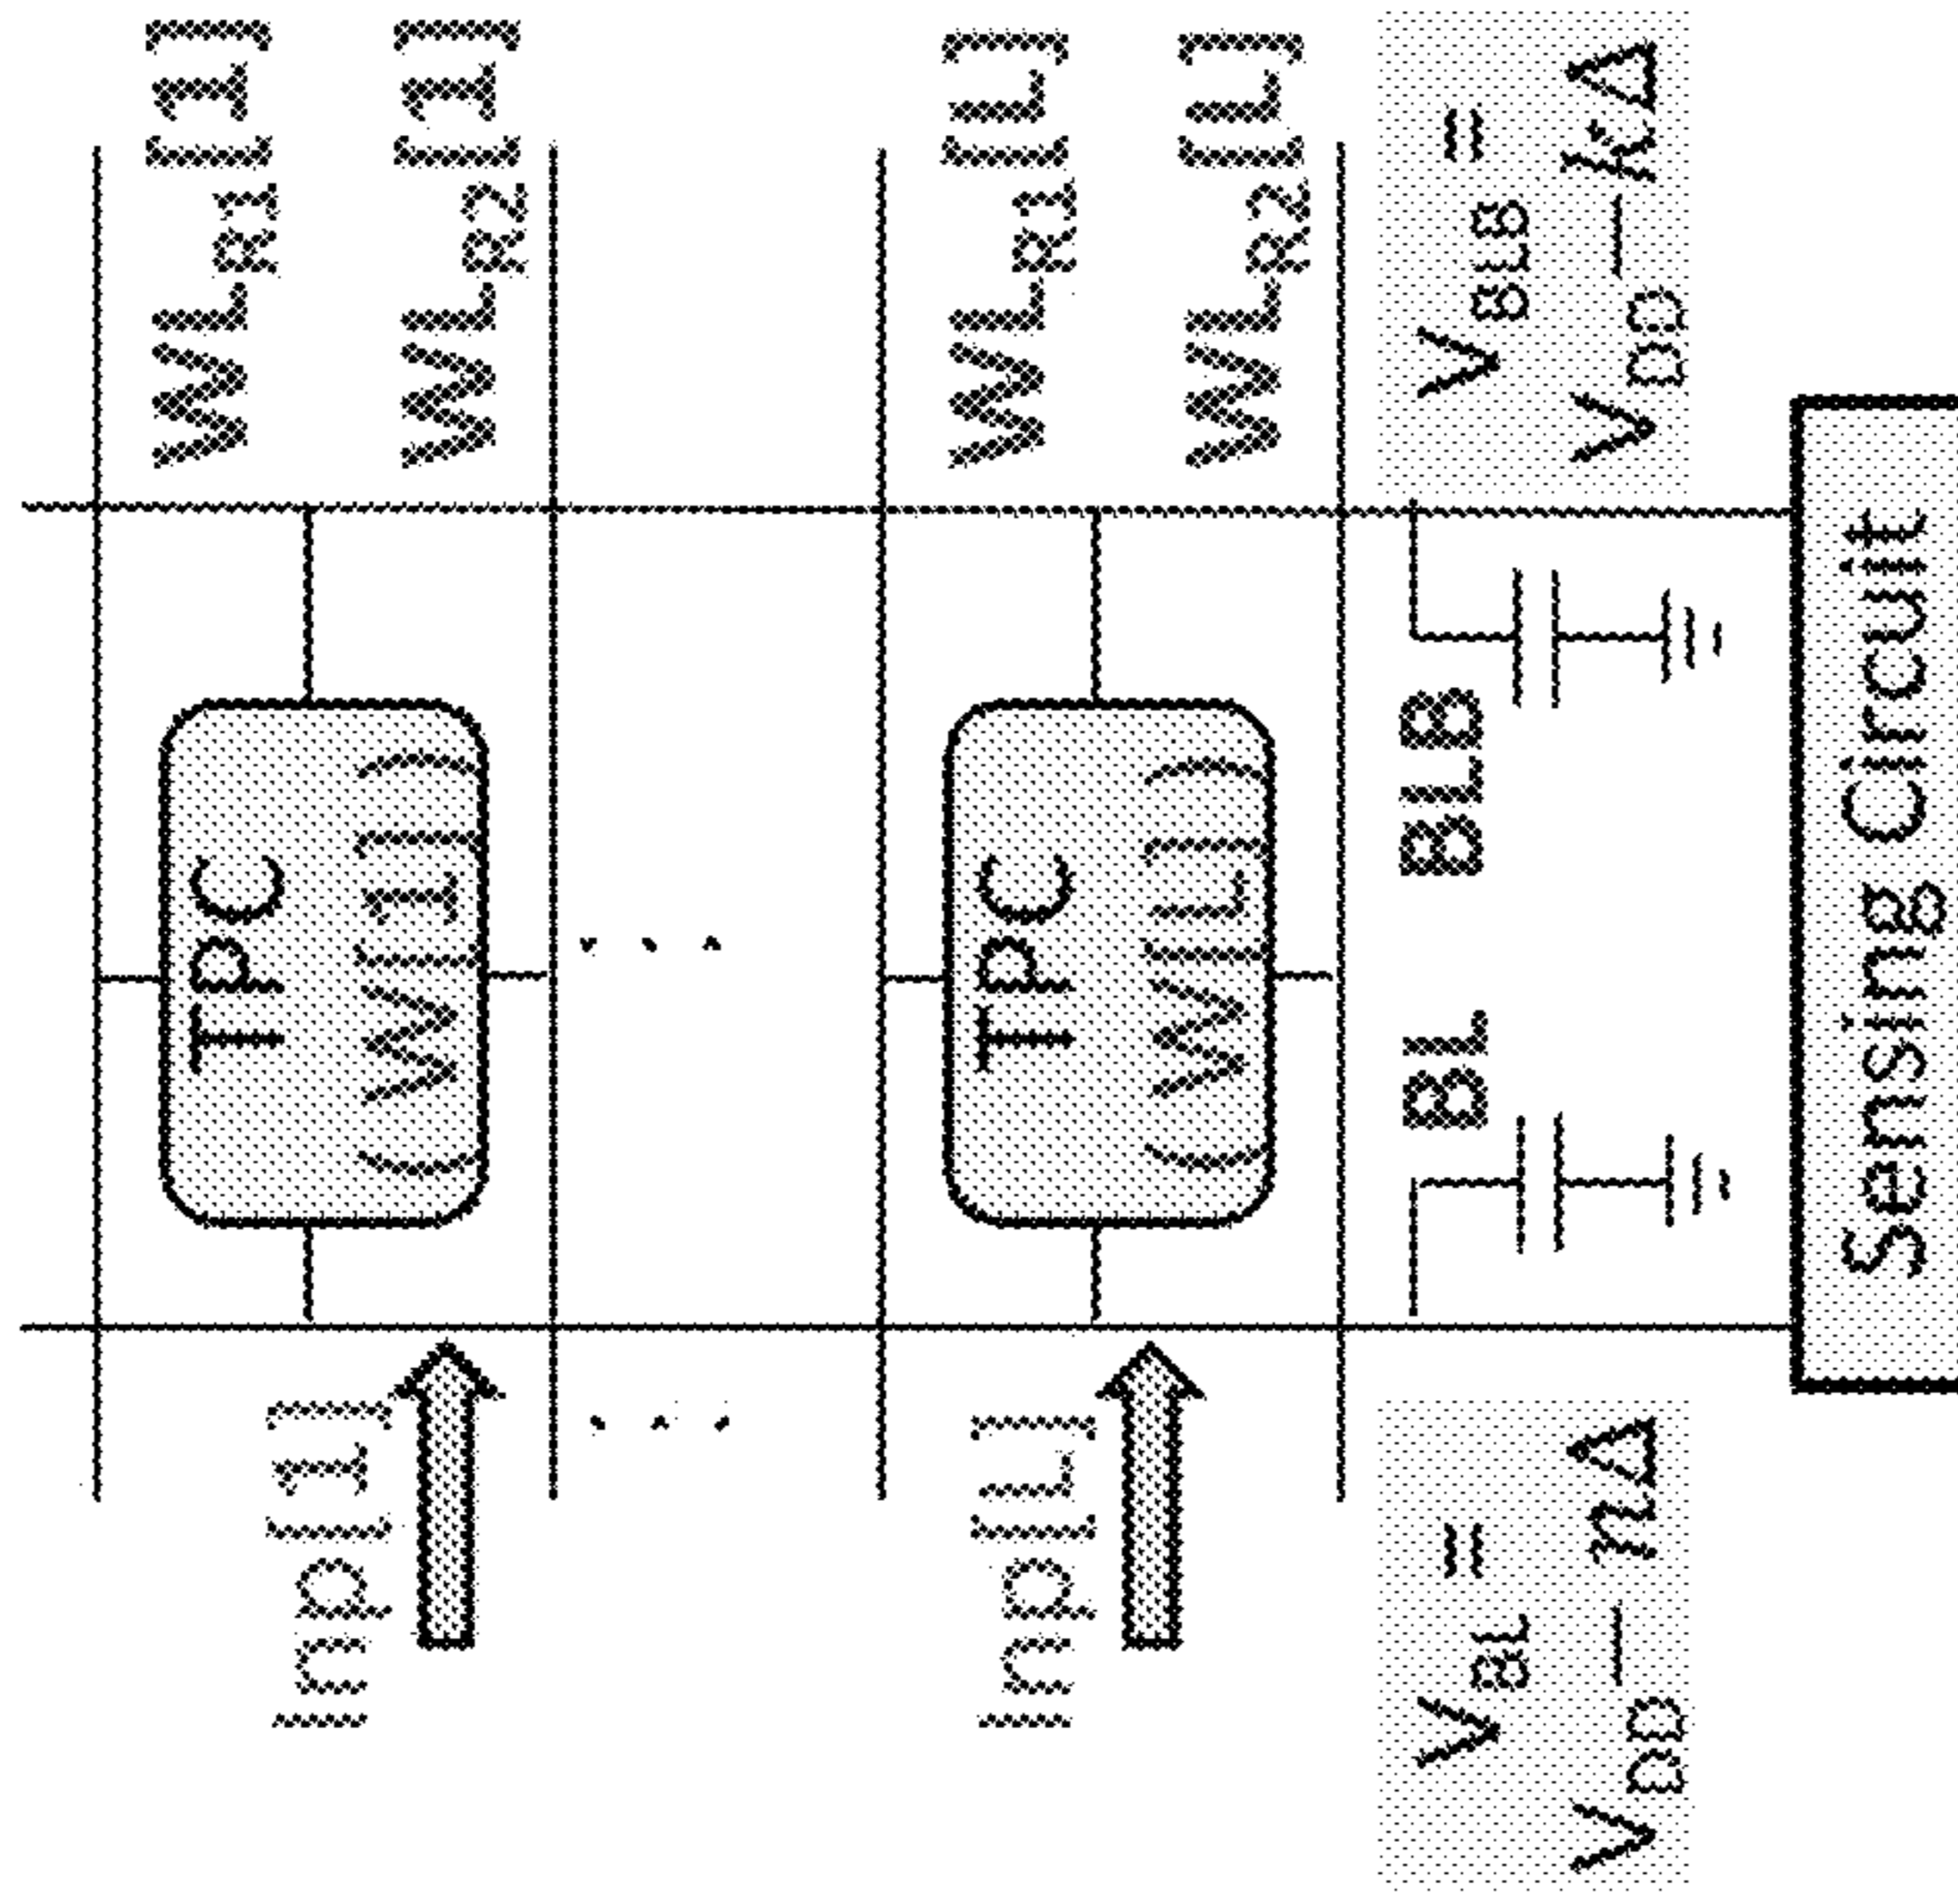 WL_R1[1]
Inp[1]
TPC
(W[1])
WL_R2[1]
...
...
WL_R1[L]
Inp[L]
TPC
(W[L])
WL_R2[L]
V_BL =
V_DD — nΔ
BL
BLB
V_BLB =
V_DD — kΔ
Sensing Circuit